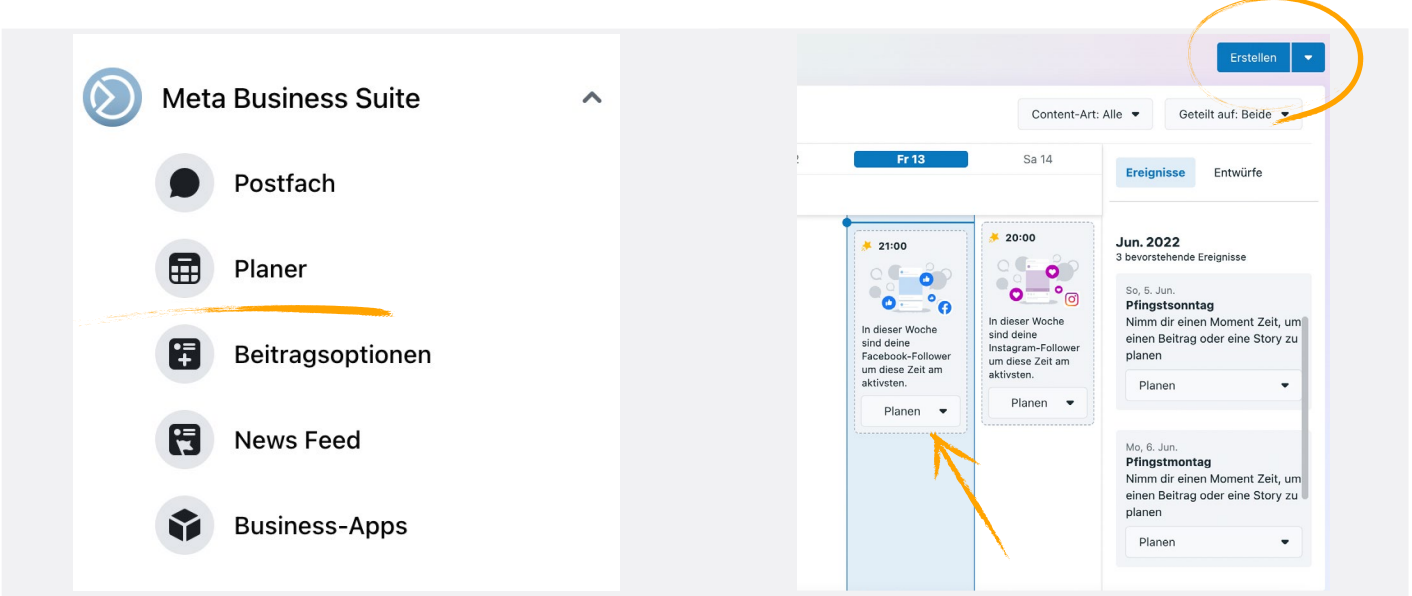 Meta Business Suite
Postfach
Planer
Beitragsoptionen
News Feed
Business-Apps
Erstellen
Content-Art: Alle
Geteilt auf: Beide
2
Fr 13
Sa 14
Ereignisse
Entwürfe
21:00
In dieser Woche
sind deine
Facebook-Follower
um diese Zeit am
aktivsten.
Planen
20:00
In dieser Woche
sind deine
Instagram-Follower
um diese Zeit am
aktivsten.
Planen
Jun. 2022
3 bevorstehende Ereignisse
So, 5. Jun.
Pfingstsonntag
Nimm dir einen Moment Zeit, um
einen Beitrag oder eine Story zu
planen
Planen
Mo, 6. Jun.
Pfingstmontag
Nimm dir einen Moment Zeit, um
einen Beitrag oder eine Story zu
planen
Planen